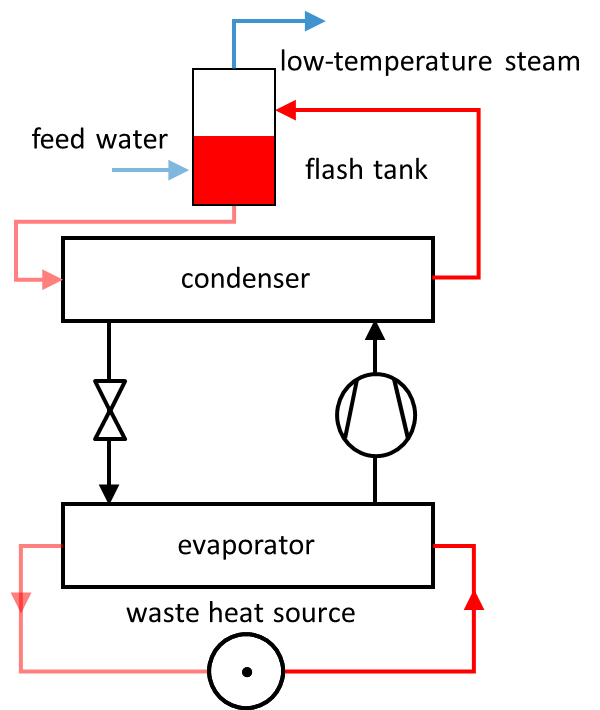 low-temperature steam
feed water
flash tank
condenser
evaporator
waste heat source